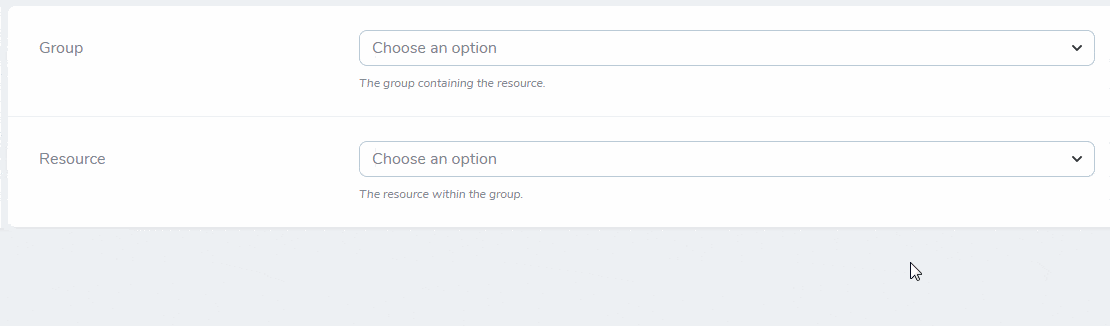 Group
Choose an option
The group containing the resource.
Resource
Choose an option
The resource within the group.